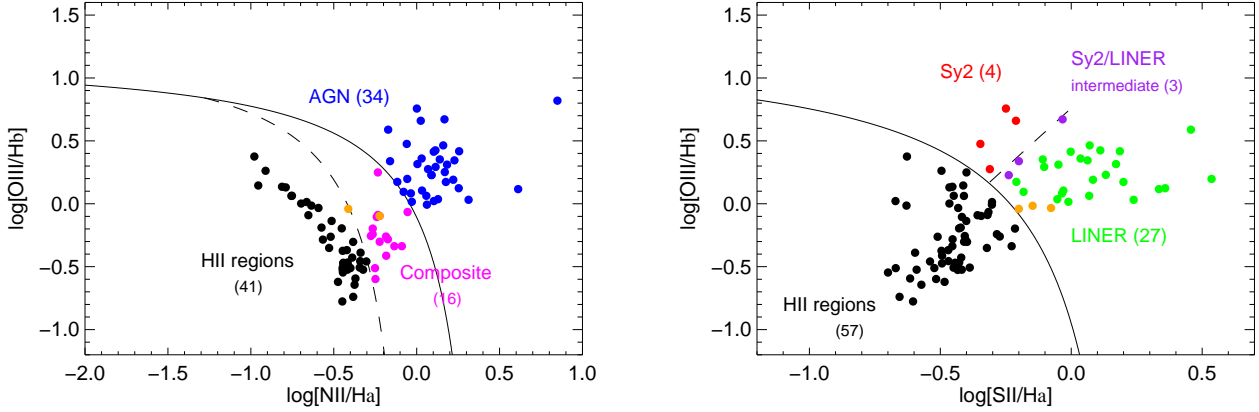 1.5
1.0
0.5
0.0
−0.5
−1.0
log[OIII/Hb]
AGN (34)
HII regions
(41)
Composite
(16)
−2.0 −1.5 −1.0 −0.5 0.0 0.5 1.0
log[NII/Ha]
1.5
1.0
0.5
0.0
−0.5
−1.0
log[OIII/Hb]
Sy2 (4)
Sy2/LINER
intermediate (3)
LINER (27)
HII regions
(57)
−1.0 −0.5 0.0 0.5
log[SII/Ha]